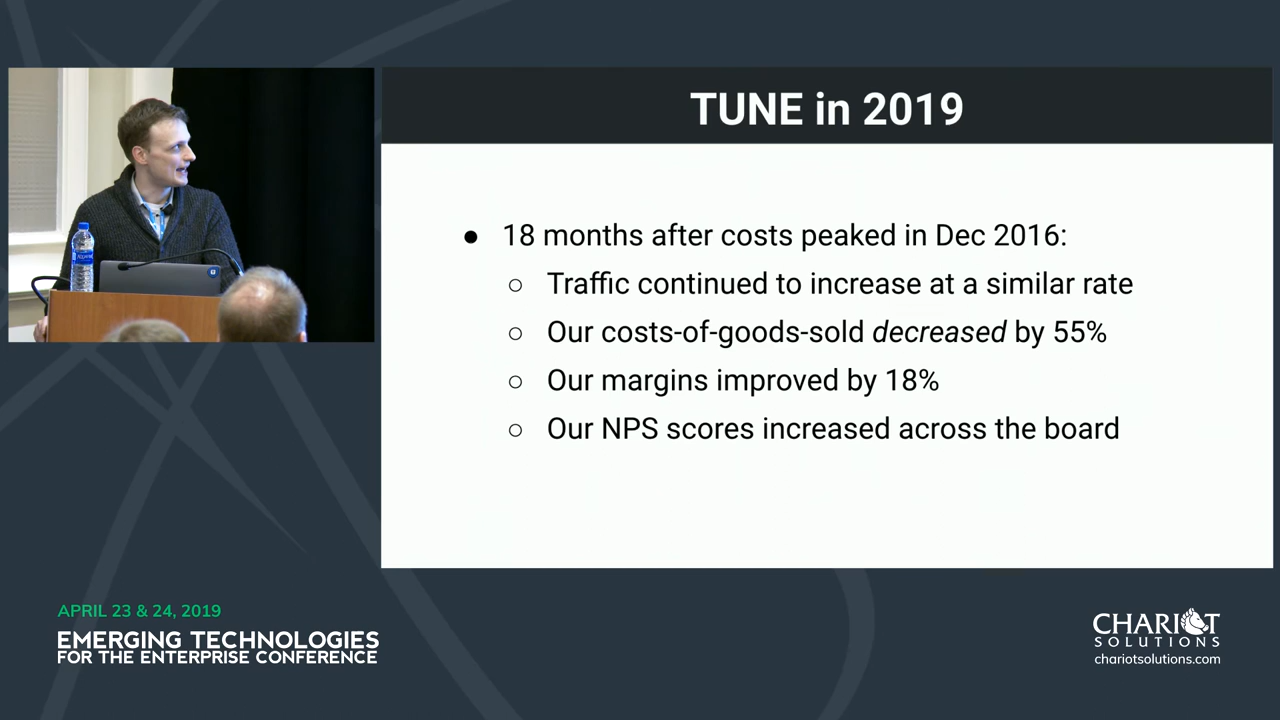 TUNE in 2019
● 18 months after costs peaked in Dec 2016:
○ Traffic continued to increase at a similar rate
○ Our costs-of-goods-sold decreased by 55%
○ Our margins improved by 18%
○ Our NPS scores increased across the board
APRIL 23 & 24, 2019
EMERGING TECHNOLOGIES
FOR THE ENTERPRISE CONFERENCE
CHARIOT
SOLUTIONS
chariotsolutions.com